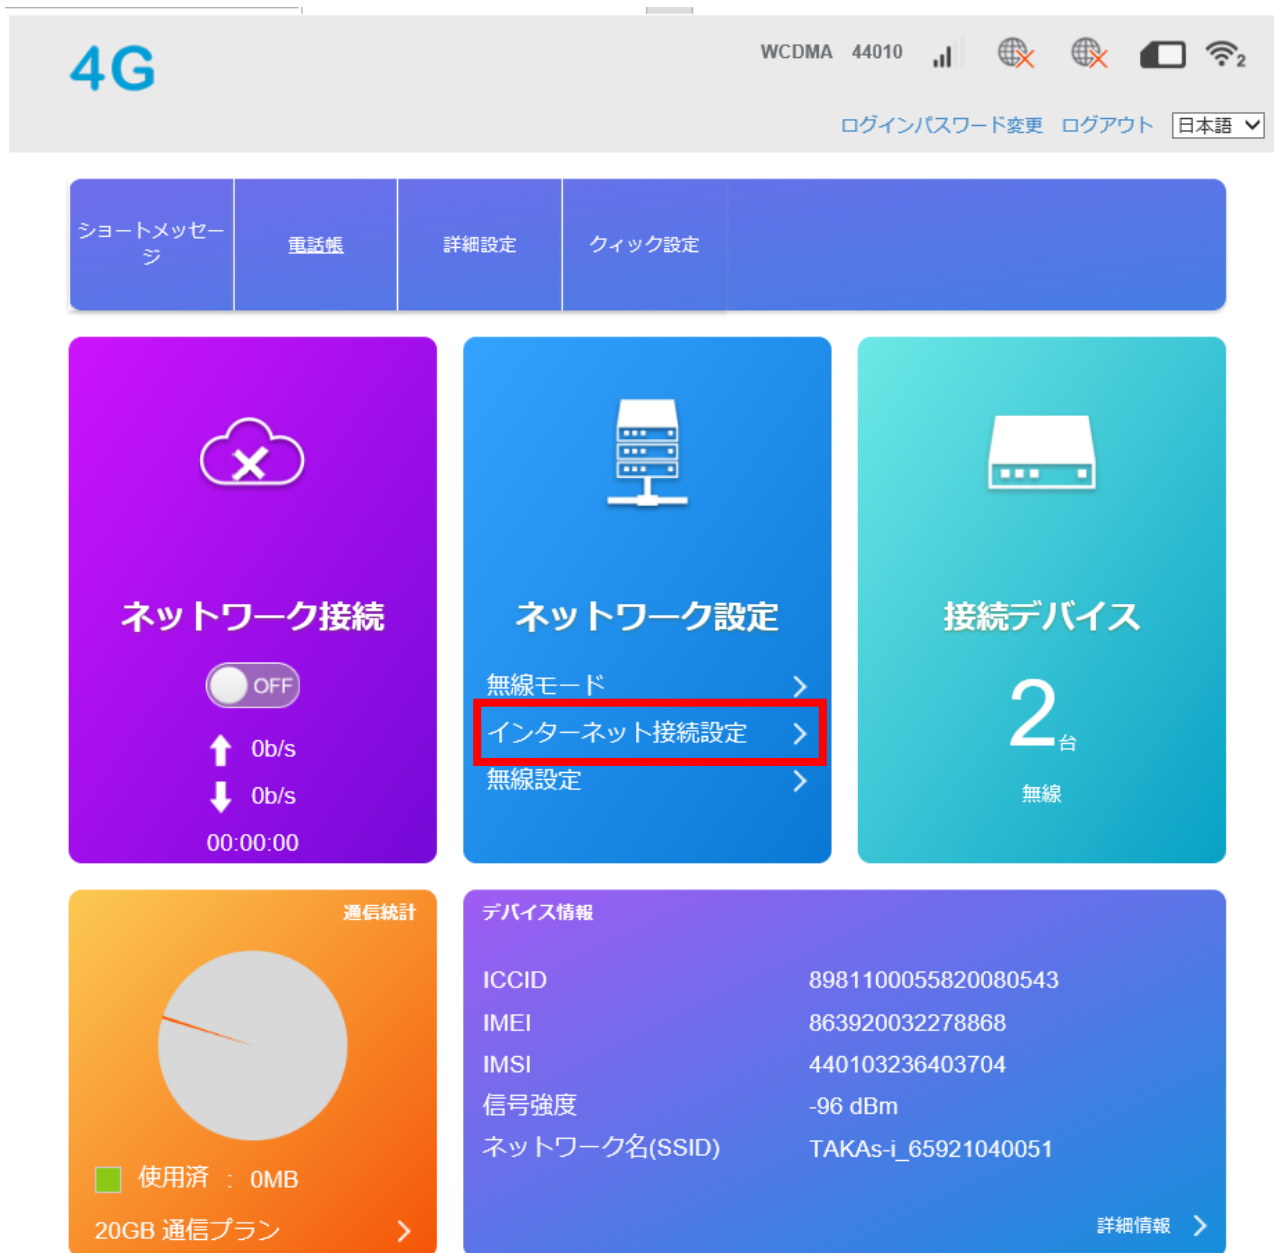 4G
WCDMA 44010
2
ログインパスワード変更 ログアウト 日本語
ショートメッセー
ジ
電話帳
詳細設定
クィック設定
ネットワーク接続
OFF
0b/s
0b/s
00:00:00
ネットワーク設定
無線モード
インターネット接続設定
無線設定
接続デバイス
2台
無線
通信統計
使用済 : 0MB
20GB 通信プラン
デバイス情報
ICCID 8981100055820080543
IMEI 863920032278868
IMSI 440103236403704
信号強度 -96 dBm
ネットワーク名(SSID) TAKAs-i_65921040051
詳細情報